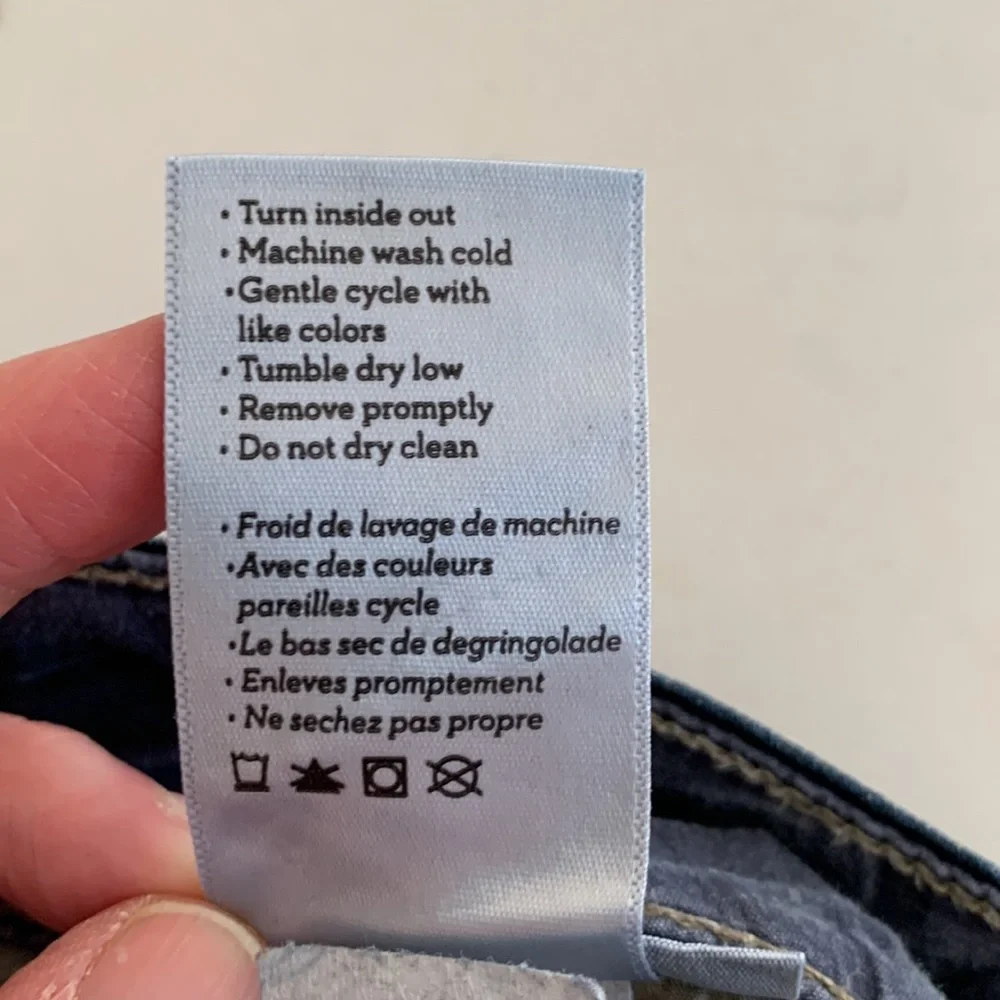 • Turn inside out
• Machine wash cold
• Gentle cycle with
like colors
• Tumble dry low
• Remove promptly
• Do not dry clean
• Froid de lavage de machine
• Avec des couleurs
pareilles cycle
• Le bas sec de degringolade
• Enleves promptement
• Ne sechez pas propre